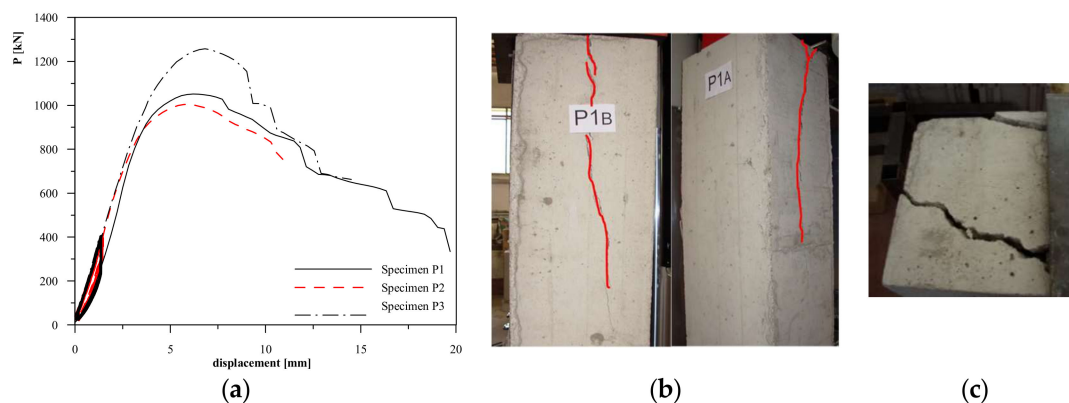 P [kN]
1400
1200
1000
800
600
400
200
0
0 5 10 15 20
displacement [mm]
Specimen P1
Specimen P2
Specimen P3
P1B
P1A
(a) (b) (c)